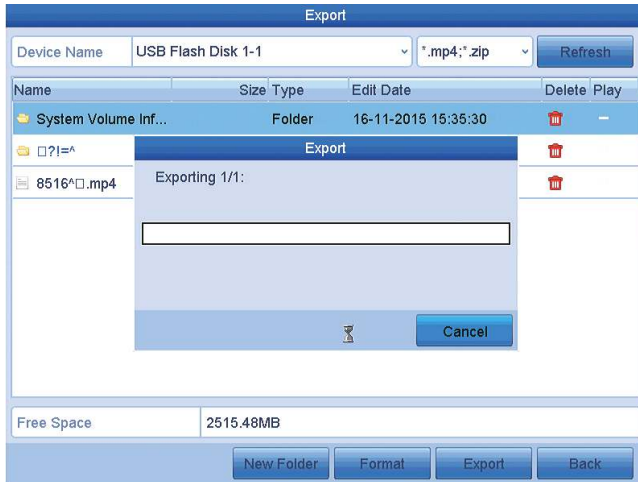 Export
Device Name USB Flash Disk 1-1 *.mp4;*.zip Refresh
Name Size Type Edit Date Delete Play
System Volume Inf... Folder 16-11-2015 15:35:30 –
□?!=^
8516^□.mp4
Export
Exporting 1/1:
Cancel
Free Space 2515.48MB
New Folder Format Export Back